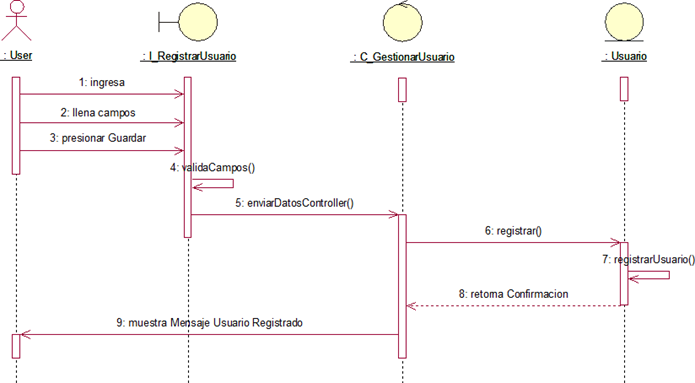 : User
: I_RegistrarUsuario
: C_GestionarUsuario
: Usuario
1: ingresa
2: llena campos
3: presionar Guardar
4: validaCampos()
5: enviarDatosController()
6: registrar()
7: registrarUsuario()
8: retorna Confirmacion
9: muestra Mensaje Usuario Registrado